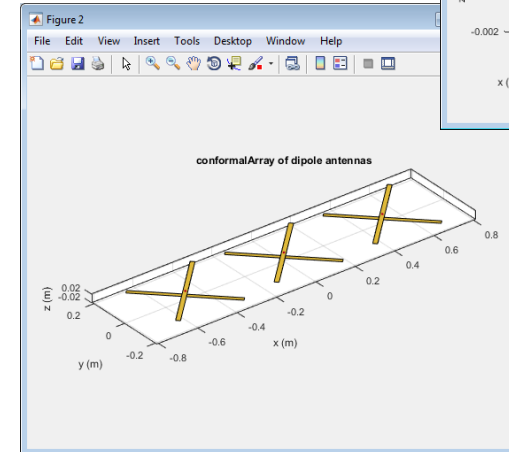 Figure 2
File Edit View Insert Tools Desktop Window Help
-0.002
x (
conformalArray of dipole antennas
0.8
0.6
0.4
0.2
0
-0.2
-0.4
-0.6
-0.8
x (m)
0.02
-0.02
z (m)
0.2
0
-0.2
y (m)